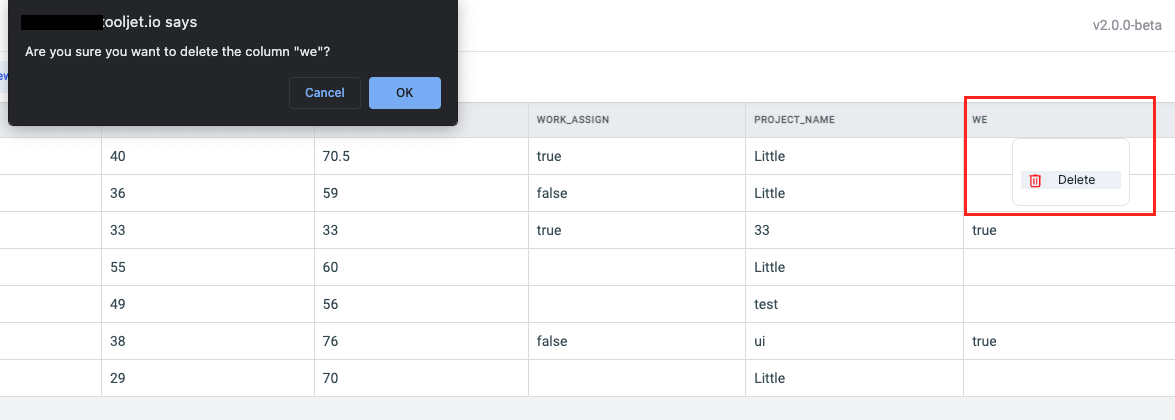 ooljet.io says
Are you sure you want to delete the column "we"?
Cancel
OK
v2.0.0-beta
WORK_ASSIGN PROJECT_NAME WE
40 70.5 true Little
36 59 false Little
Delete
33 33 true 33 true
55 60 Little
49 56 test
38 76 false ui true
29 70 Little